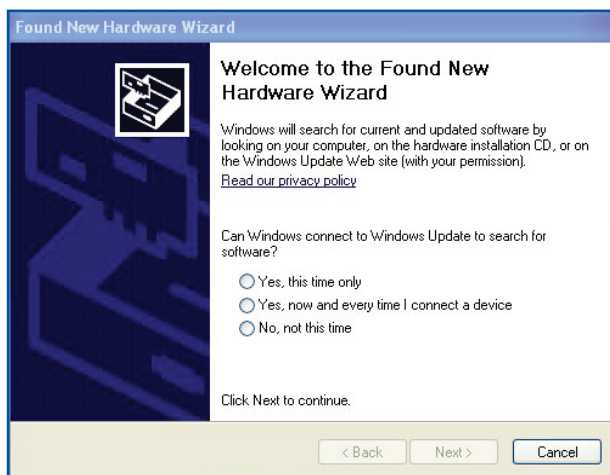 Found New Hardware Wizard
Welcome to the Found New
Hardware Wizard
Windows will search for current and updated software by
looking on your computer, on the hardware installation CD, or on
the Windows Update Web site (with your permission).
Read our privacy policy
Can Windows connect to Windows Update to search for
software?
Yes, this time only
Yes, now and every time I connect a device
No, not this time
Click Next to continue.
< Back Next > Cancel